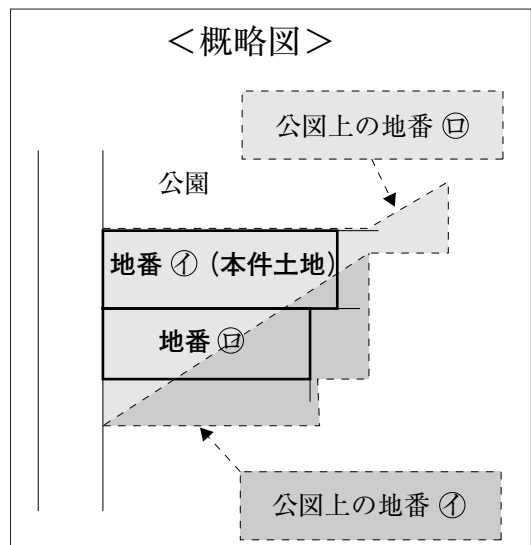 ＜概略図＞
公図上の地番 ㋺
公園
地番 ㋑（本件土地）
地番 ㋺
公図上の地番 ㋑